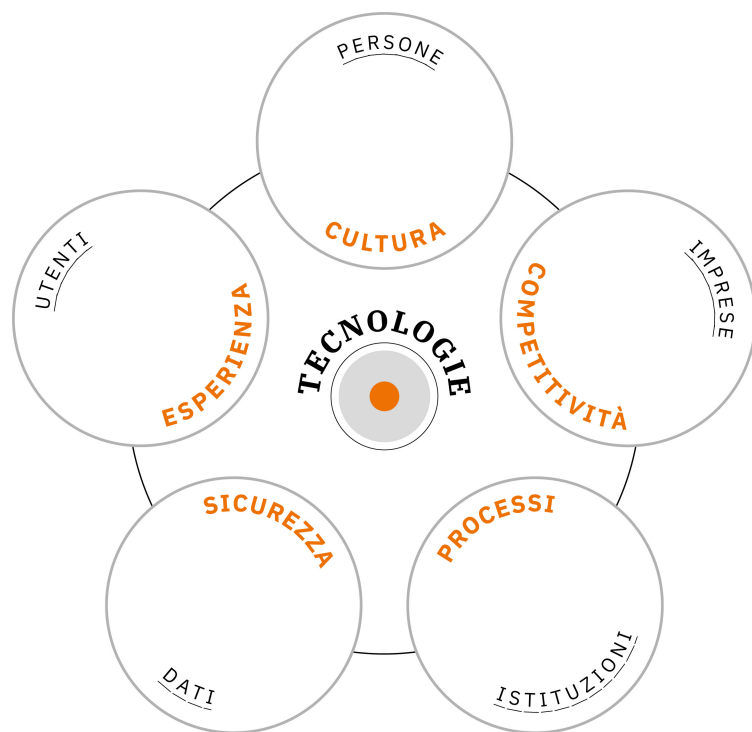 PERSONE
CULTURA
UTENTI
ESPERIENZA
IMPRESE
COMPETITIVITÀ
TECNOLOGIE
SICUREZZA
DATI
PROCESSI
ISTITUZIONI